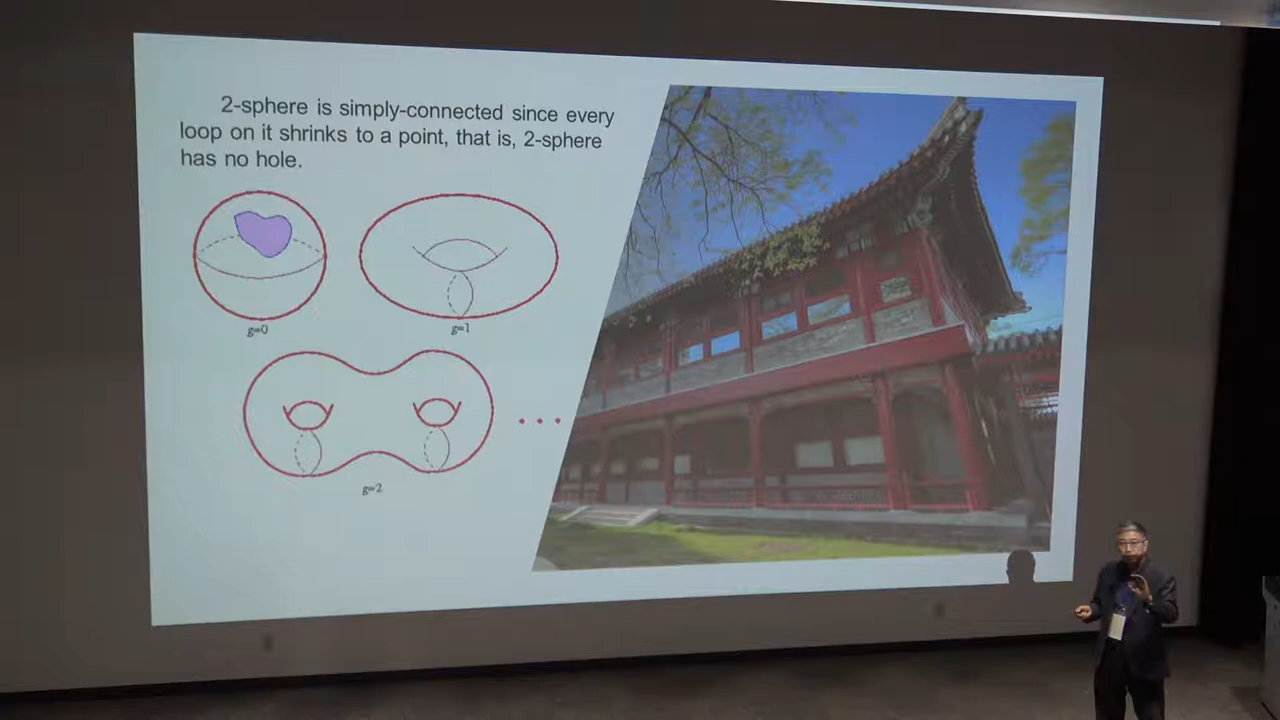 2-sphere is simply-connected since every
loop on it shrinks to a point, that is, 2-sphere
has no hole.
g=0
g=1
g=2